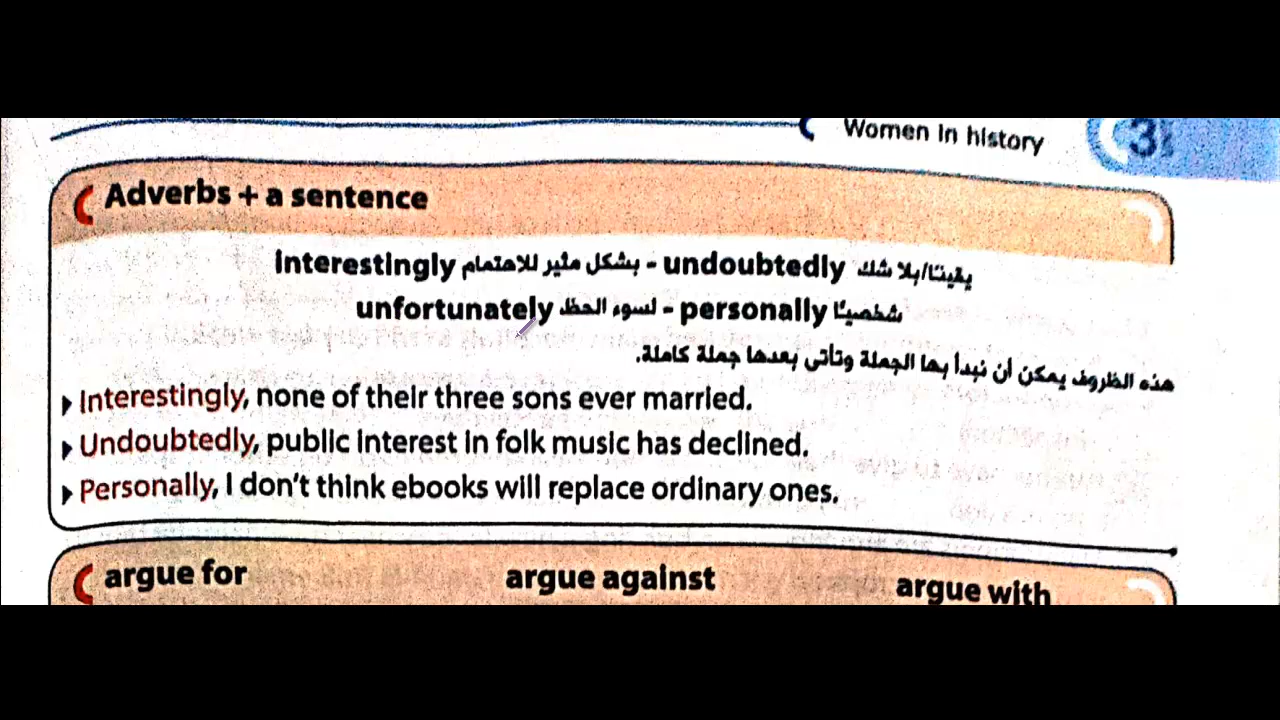 Women in history 3
Adverbs + a sentence
interestingly بشكل مثير للاهتمام - undoubtedly يقينًا/بلا شك
unfortunately لسوء الحظ - personally شخصيًا
هذه الظروف يمكن أن نبدأ بها الجملة وتأتى بعدها جملة كاملة.
Interestingly, none of their three sons ever married.
Undoubtedly, public interest in folk music has declined.
Personally, I don't think ebooks will replace ordinary ones.
argue for argue against argue with